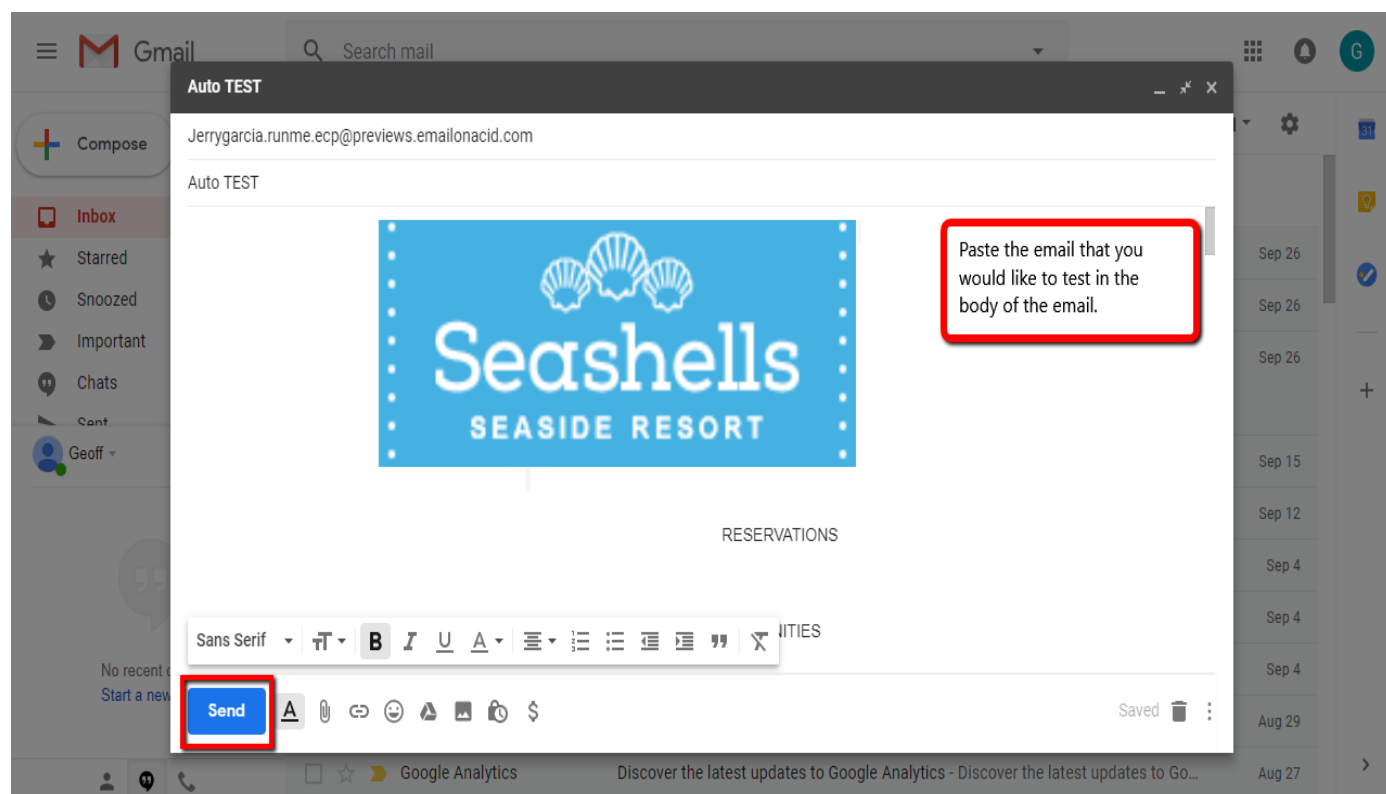 Gmail
Search mail
G
Auto TEST
Compose
Jerrygarcia.runme.ecp@previews.emailonacid.com
31
Auto TEST
Inbox
Starred
Snoozed
Important
Chats
Sent
Geoff
Seashells
SEASIDE RESORT
Paste the email that you
would like to test in the
body of the email.
Sep 26
Sep 26
Sep 26
Sep 15
Sep 12
Sep 4
Sep 4
Sep 4
Aug 29
RESERVATIONS
NITIES
Sans Serif
B I U A
No recent
Start a new
Send
A
$
Saved
Google Analytics Discover the latest updates to Google Analytics - Discover the latest updates to Go... Aug 27